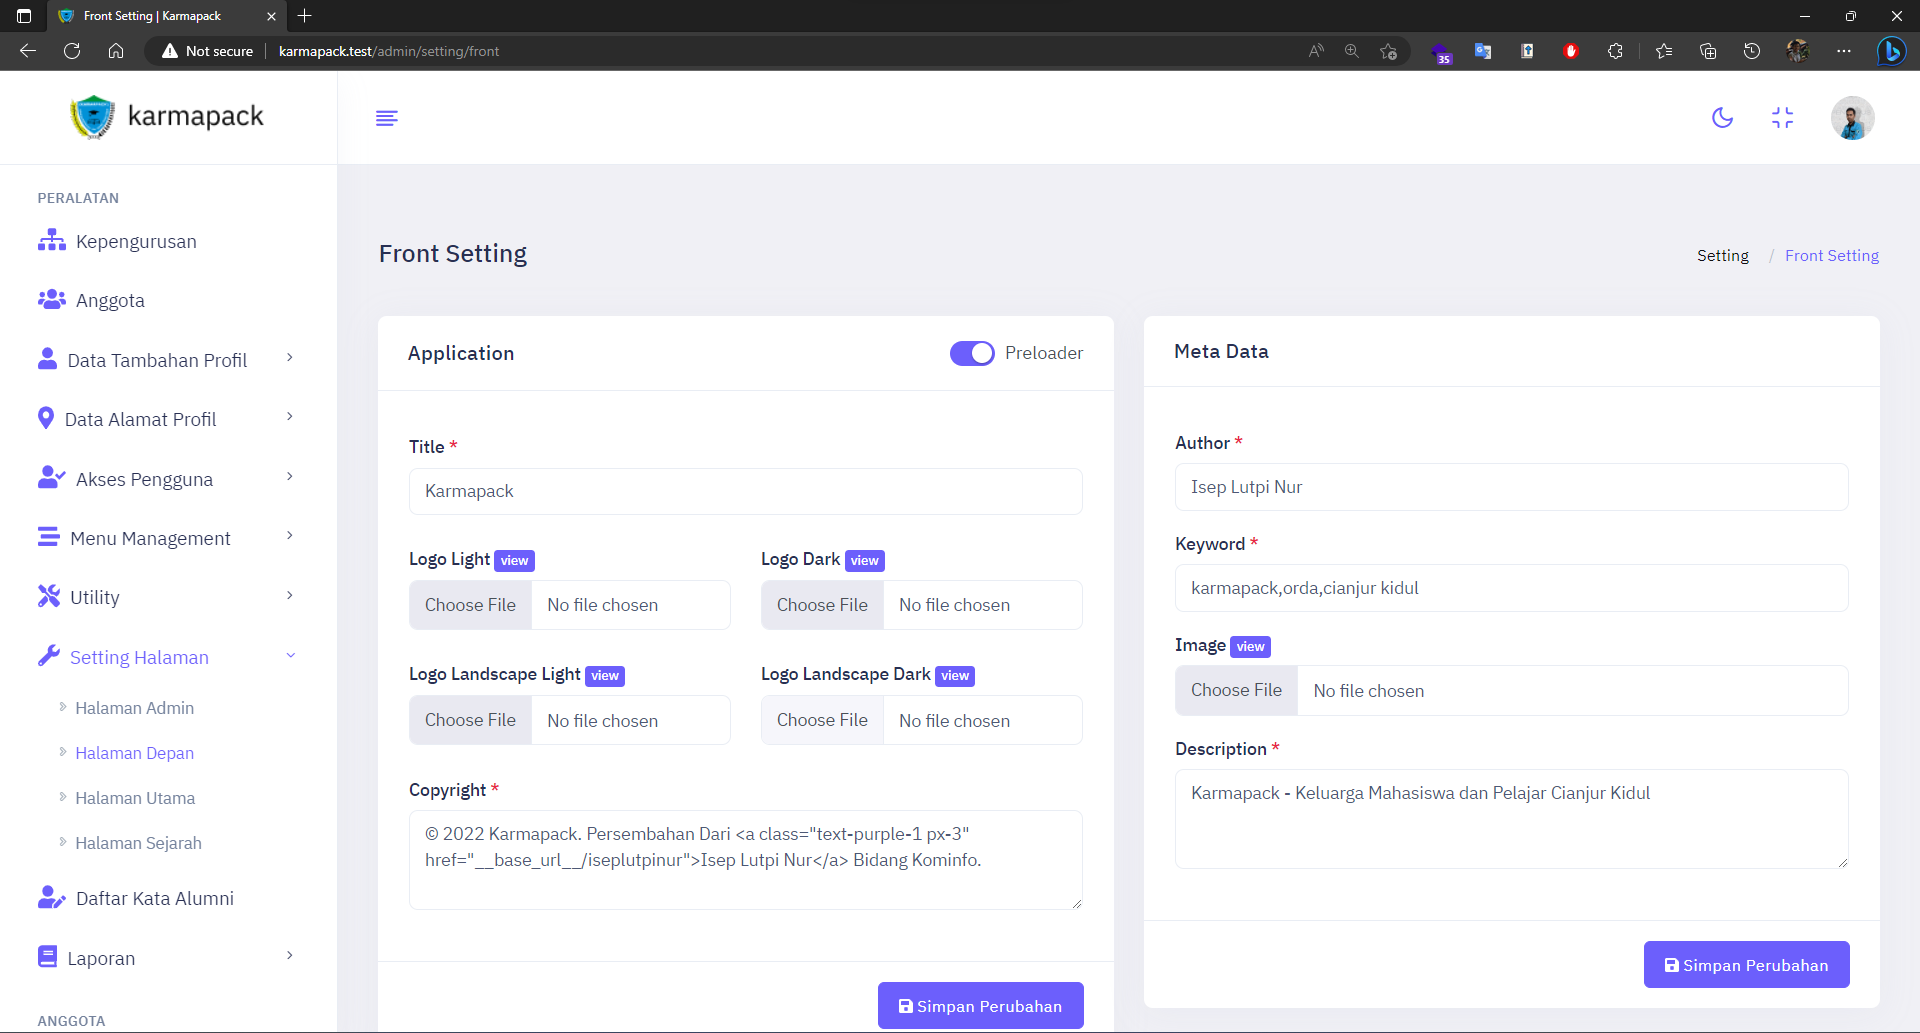 Front Setting | Karmapack
Not secure
karmapack.test/admin/setting/front
35
karmapack
PERALATAN
Kepengurusan
Anggota
Data Tambahan Profil
Data Alamat Profil
Akses Pengguna
Menu Management
Utility
Setting Halaman
Halaman Admin
Halaman Depan
Halaman Utama
Halaman Sejarah
Daftar Kata Alumni
Laporan
ANGGOTA
Front Setting
Setting / Front Setting
Application
Preloader
Title *
Karmapack
Logo Light view
Choose File No file chosen
Logo Dark view
Choose File No file chosen
Logo Landscape Light view
Choose File No file chosen
Logo Landscape Dark view
Choose File No file chosen
Copyright *
© 2022 Karmapack. Persembahan Dari <a class="text-purple-1 px-3"
href="__base_url__/iseplutpinur">Isep Lutpi Nur</a> Bidang Kominfo.
Simpan Perubahan
Meta Data
Author *
Isep Lutpi Nur
Keyword *
karmapack,orda,cianjur kidul
Image view
Choose File No file chosen
Description *
Karmapack - Keluarga Mahasiswa dan Pelajar Cianjur Kidul
Simpan Perubahan